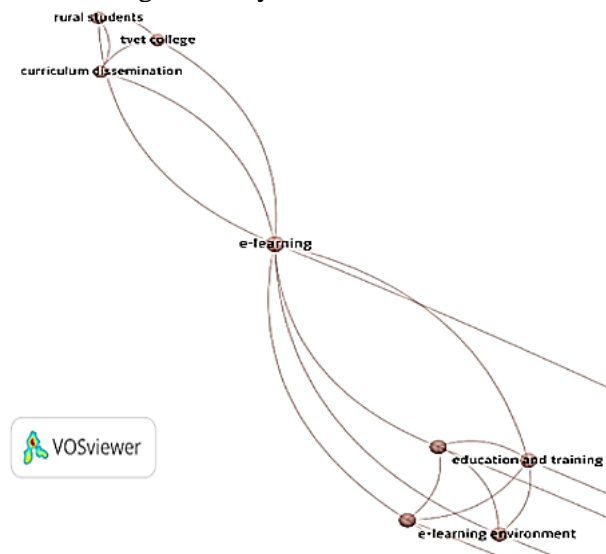 rural students
tvet college
curriculum dissemination
e-learning
VOSviewer
education and training
e-learning environment